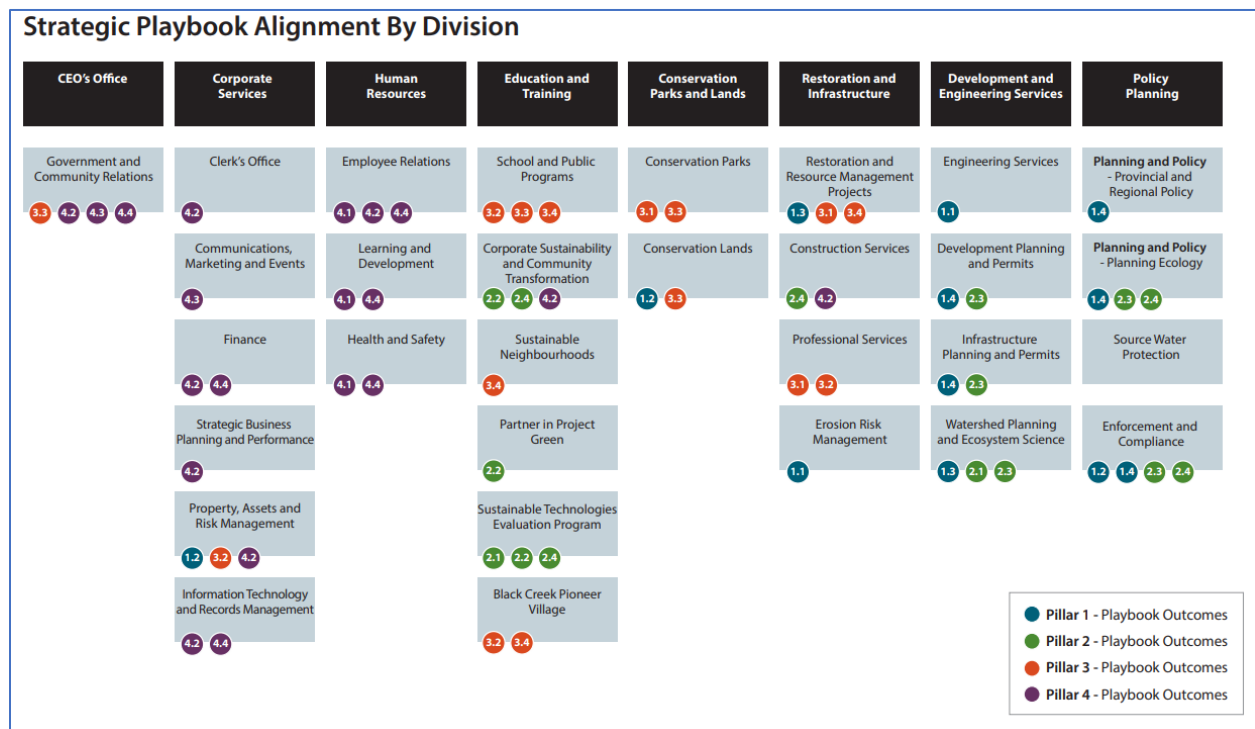 Strategic Playbook Alignment By Division
CEO's Office
Government and
Community Relations
3.3 4.2 4.3 4.4
Corporate
Services
Clerk's Office
4.2
Communications,
Marketing and Events
4.3
Finance
4.2 4.4
Strategic Business
Planning and Performance
4.2
Property, Assets and
Risk Management
1.2 3.2 4.2
Information Technology
and Records Management
4.2 4.4
Human
Resources
Employee Relations
4.1 4.2 4.4
Learning and
Development
4.1 4.4
Health and Safety
4.1 4.4
Education and
Training
School and Public
Programs
3.2 3.3 3.4
Corporate Sustainability
and Community
Transformation
2.2 2.4 4.2
Sustainable
Neighbourhoods
3.4
Partner in Project
Green
2.2
Sustainable Technologies
Evaluation Program
2.1 2.2 2.4
Black Creek Pioneer
Village
3.2 3.4
Conservation
Parks and Lands
Conservation Parks
3.1 3.3
Conservation Lands
1.2 3.3
Restoration and
Infrastructure
Restoration and
Resource Management
Projects
1.3 3.1 3.4
Construction Services
2.4 4.2
Professional Services
3.1 3.2
Erosion Risk
Management
1.1
Development and
Engineering Services
Engineering Services
1.1
Development Planning
and Permits
1.4 2.3
Infrastructure
Planning and Permits
1.4 2.3
Watershed Planning
and Ecosystem Science
1.3 2.1 2.3
Policy
Planning
Planning and Policy
- Provincial and
Regional Policy
1.4
Planning and Policy
- Planning Ecology
1.4 2.3 2.4
Source Water
Protection
Enforcement and
Compliance
1.2 1.4 2.3 2.4
Pillar 1 - Playbook Outcomes
Pillar 2 - Playbook Outcomes
Pillar 3 - Playbook Outcomes
Pillar 4 - Playbook Outcomes